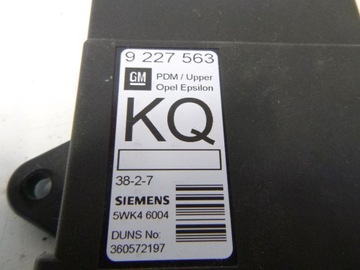 9 227 563
GM
PDM / Upper
Opel Epsilon
KQ
38-2-7
SIEMENS
5WK4 6004
DUNS No:
360572197